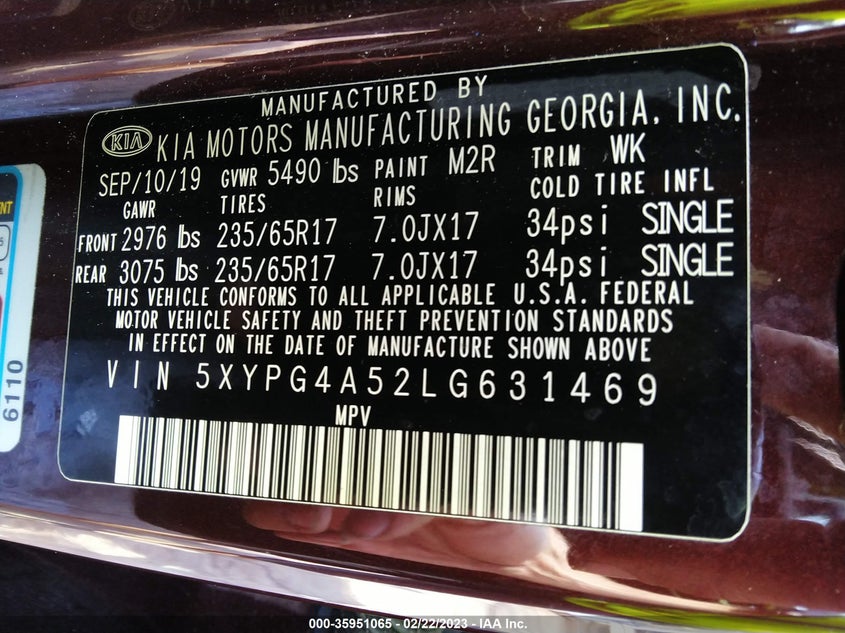 MANUFACTURED BY
KIA KIA MOTORS MANUFACTURING GEORGIA, INC.
SEP/10/19 GVWR 5490 lbs PAINT M2R TRIM WK
GAWR TIRES RIMS COLD TIRE INFL
FRONT 2976 lbs 235/65R17 7.0JX17 34psi SINGLE
REAR 3075 lbs 235/65R17 7.0JX17 34psi SINGLE
THIS VEHICLE CONFORMS TO ALL APPLICABLE U.S.A. FEDERAL
MOTOR VEHICLE SAFETY AND THEFT PREVENTION STANDARDS
IN EFFECT ON THE DATE OF MANUFACTURE SHOWN ABOVE
VIN 5XYPG4A52LG631469
MPV
6110
000-35951065 - 02/22/2023 - © IAA Inc.